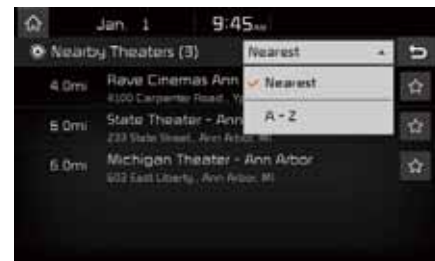 Jan. 1 9:45 AM
Nearby Theaters (3) Nearest
4.0mi Rave Cinemas Ann
4100 Carpenter Road,
Nearest
6.0mi State Theater - Ann
233 State Street, Ann Arbor
A - Z
6.0mi Michigan Theater - Ann Arbor
603 East Liberty, Ann Arbor, MI